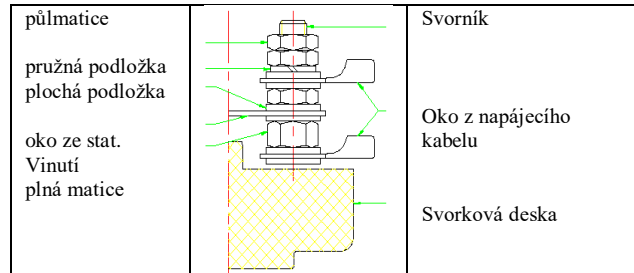 půlmatice
pružná podložka
plochá podložka
oko ze stat.
Vinutí
plná matice
Svorník
Oko z napájecího
kabelu
Svorková deska